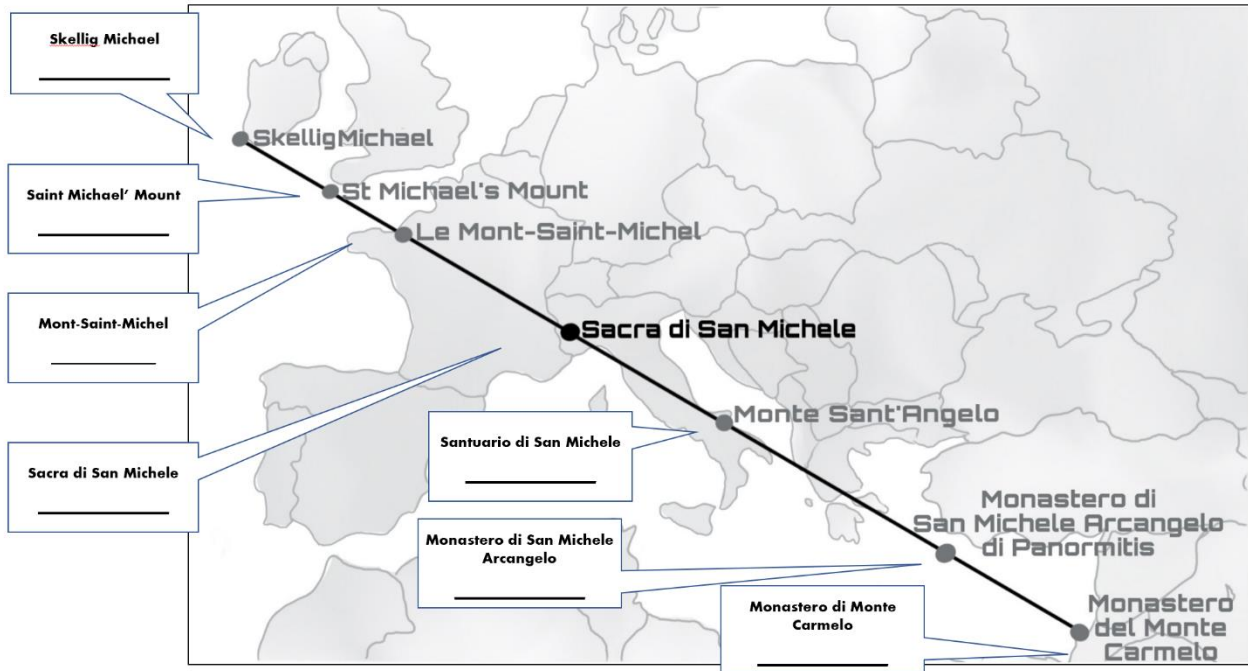 Skellig Michael
SkelligMichael
Saint Michael’ Mount
St Michael's Mount
Le Mont-Saint-Michel
Mont-Saint-Michel
Sacra di San Michele
Sacra di San Michele
Monte Sant'Angelo
Santuario di San Michele
Monastero di
San Michele Arcangelo
di Panormitis
Monastero di San Michele
Arcangelo
Monastero di Monte
Carmelo
Monastero
del Monte
Carmelo